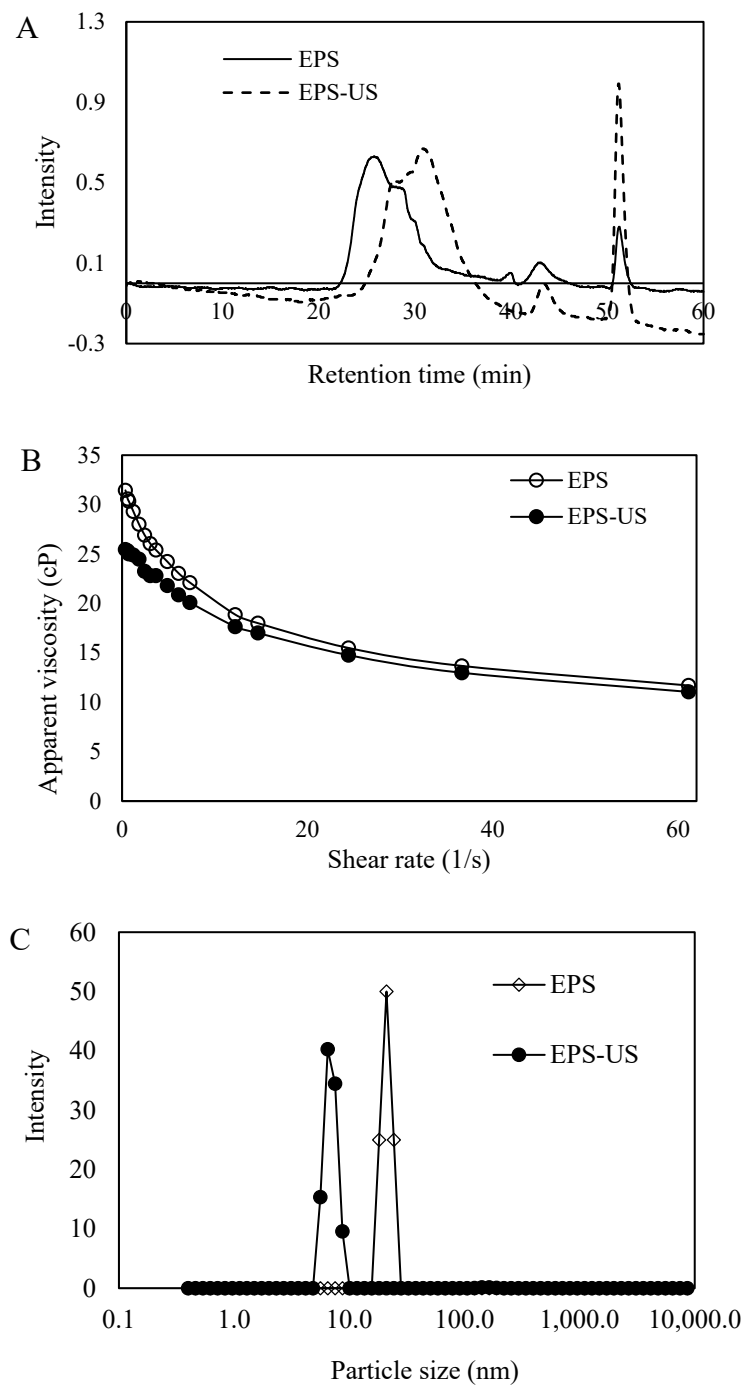 A
1.3
0.9
0.5
0.1
-0.3
Intensity
EPS
EPS-US
0 10 20 30 40 50 60
Retention time (min)
B
35
30
25
20
15
10
5
0
Apparent viscosity (cP)
EPS
EPS-US
0 20 40 60
Shear rate (1/s)
C
60
50
40
30
20
10
0
Intensity
EPS
EPS-US
0.1 1.0 10.0 100.0 1,000.0 10,000.0
Particle size (nm)